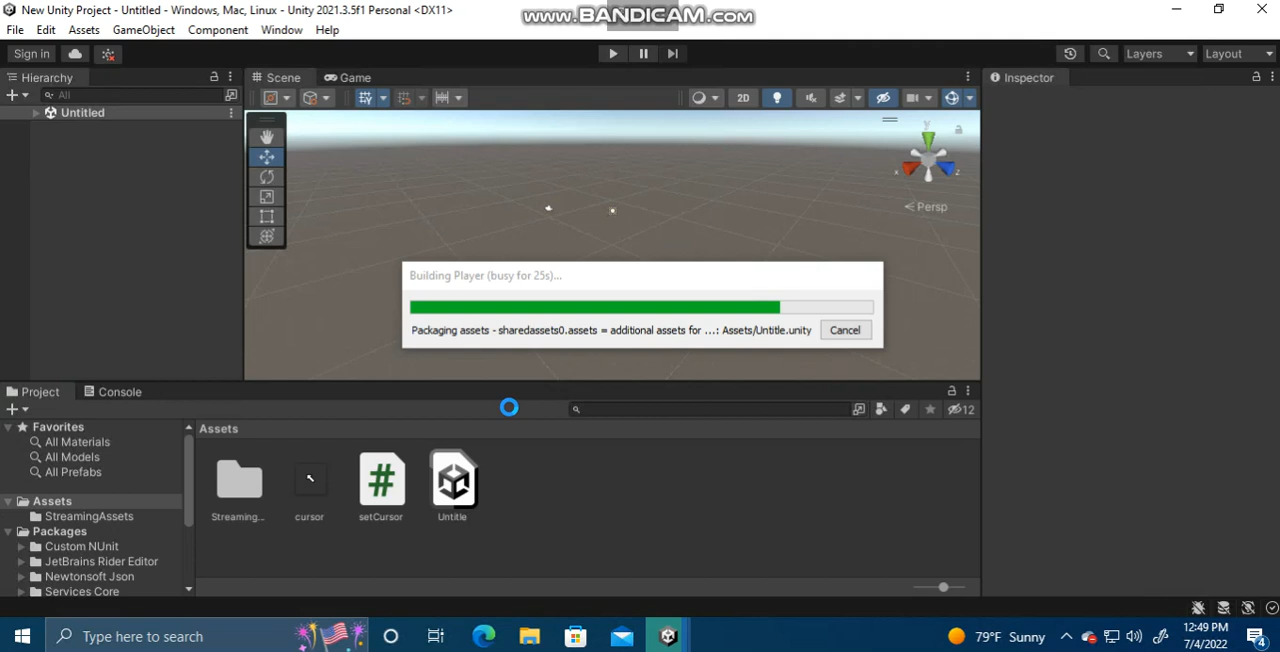 New Unity Project - Untitled - Windows, Mac, Linux - Unity 2021.3.5f1 Personal <DX11>
www.BANDICAM.com
File Edit Assets GameObject Component Window Help
Sign in
Layers
Layout
Hierarchy
Scene
Game
Inspector
All
2D
Untitled
y
x
z
Persp
Building Player (busy for 25s)...
Packaging assets - sharedassets0.assets = additional assets for ...: Assets/Untitle.unity
Cancel
Project
Console
12
Favorites
All Materials
All Models
All Prefabs
Assets
StreamingAssets
Packages
Custom NUnit
JetBrains Rider Editor
Newtonsoft Json
Services Core
Assets
#
Streaming...
cursor
setCursor
Untitle
Type here to search
79°F Sunny
12:49 PM
7/4/2022
4